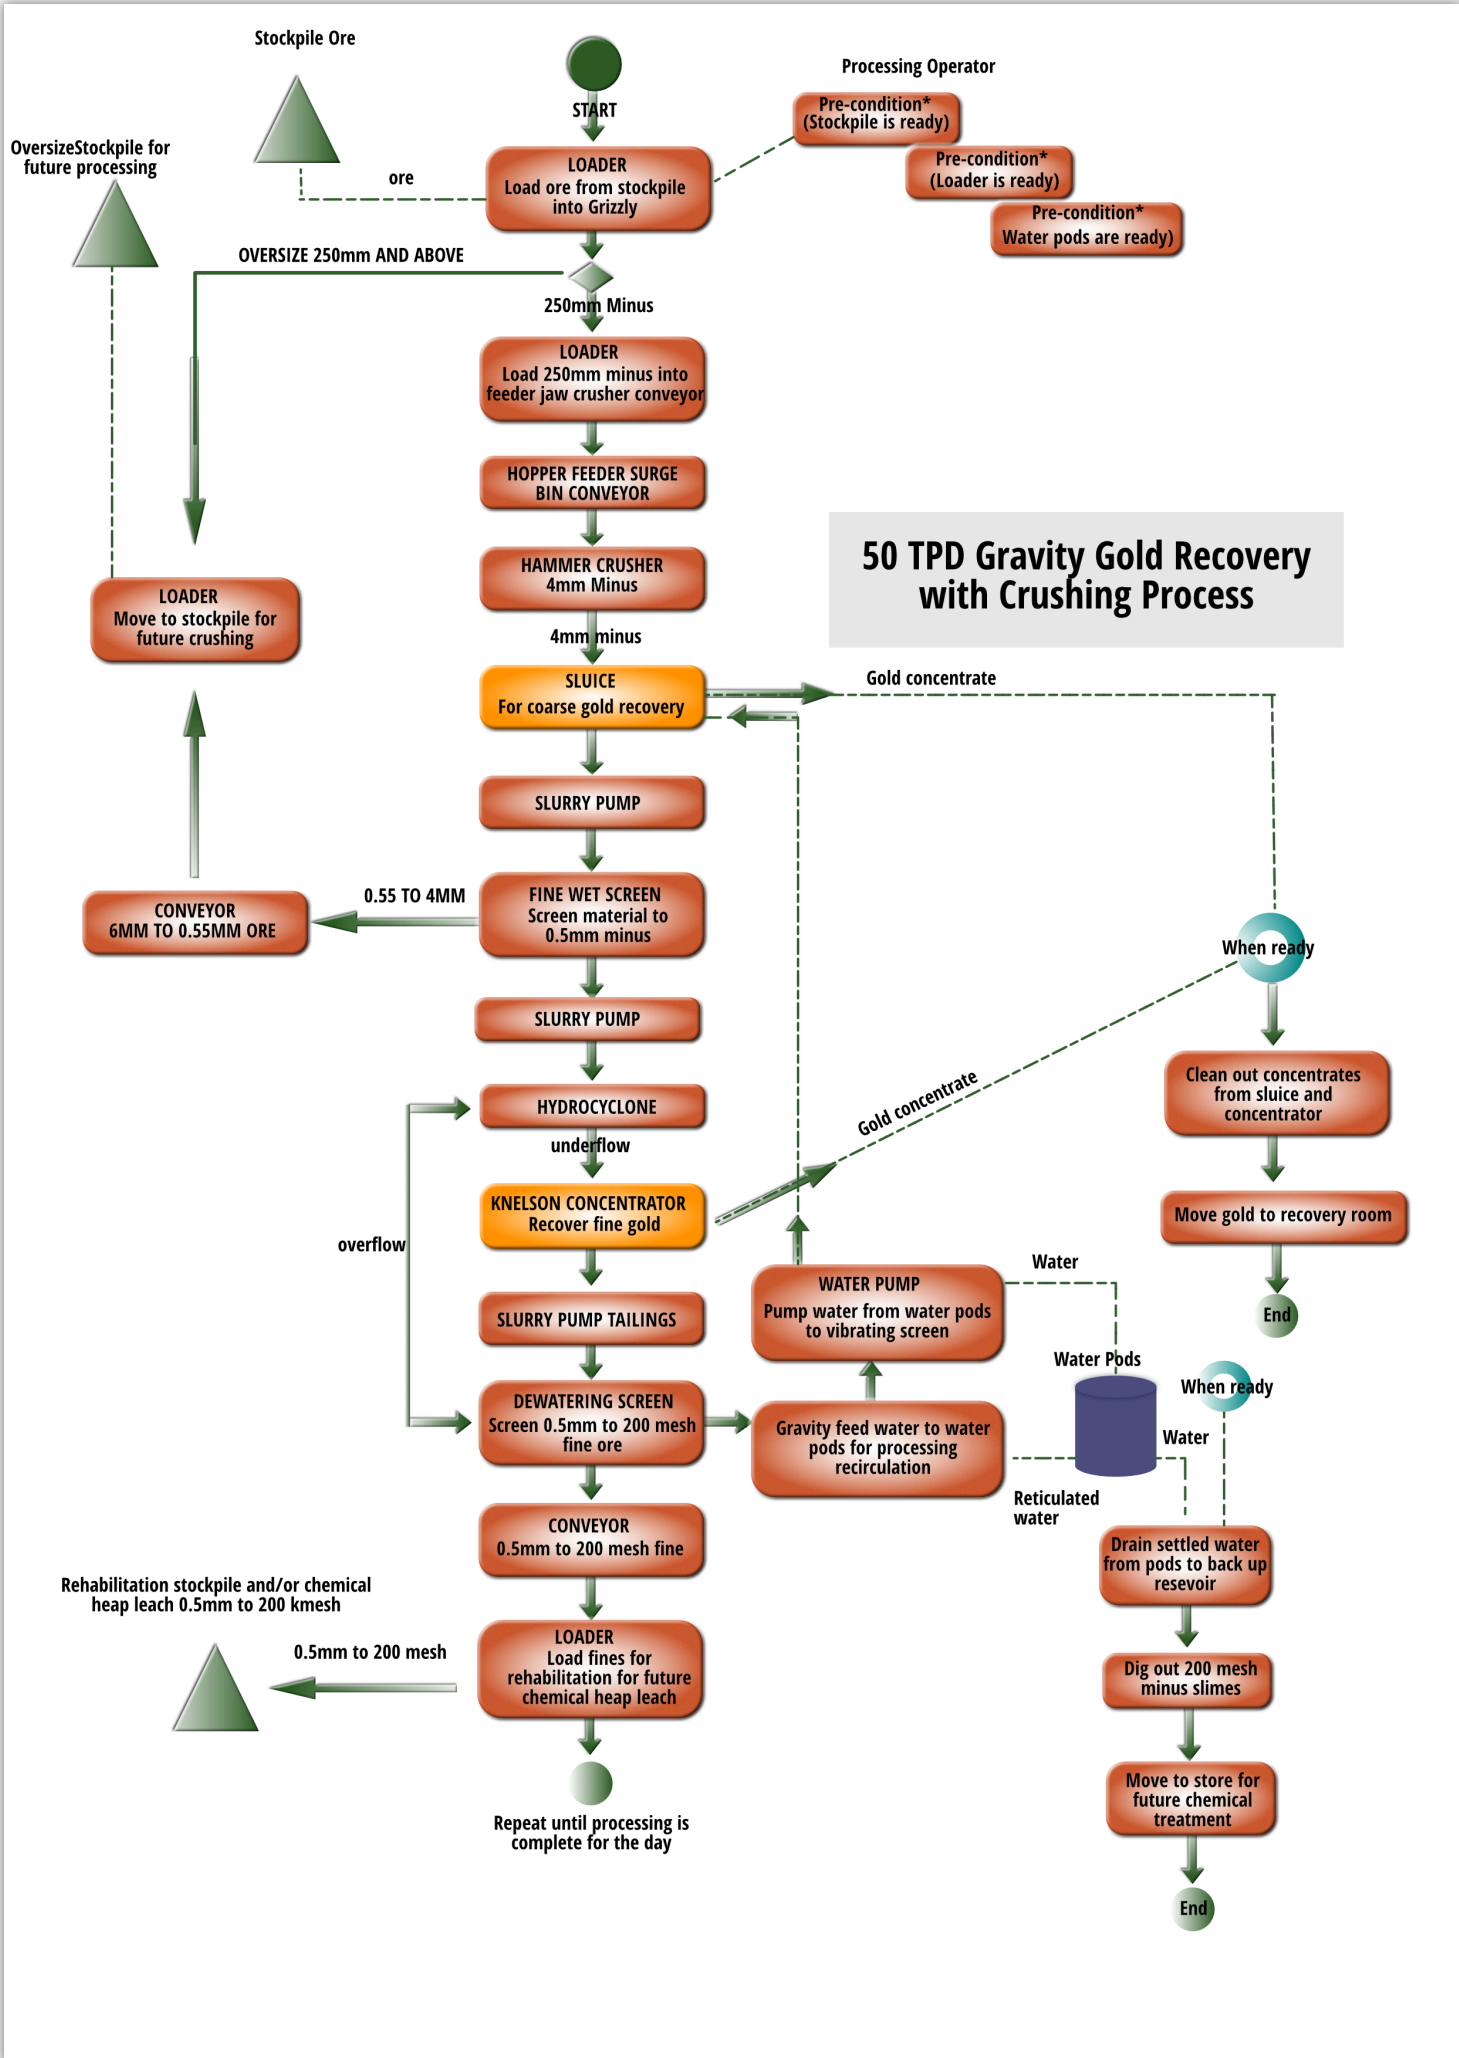 Stockpile Ore
START
Processing Operator
Pre-condition*
(Stockpile is ready)
Pre-condition*
(Loader is ready)
Pre-condition*
Water pods are ready)
OversizeStockpile for
future processing
ore
LOADER
Load ore from stockpile
into Grizzly
OVERSIZE 250mm AND ABOVE
250mm Minus
LOADER
Load 250mm minus into
feeder jaw crusher conveyor
HOPPER FEEDER SURGE
BIN CONVEYOR
HAMMER CRUSHER
4mm Minus
50 TPD Gravity Gold Recovery
with Crushing Process
LOADER
Move to stockpile for
future crushing
4mm minus
SLUICE
For coarse gold recovery
Gold concentrate
SLURRY PUMP
0.55 TO 4MM
FINE WET SCREEN
Screen material to
0.5mm minus
CONVEYOR
6MM TO 0.55MM ORE
When ready
SLURRY PUMP
Clean out concentrates
from sluice and
concentrator
HYDROCYCLONE
underflow
Gold concentrate
KNELSON CONCENTRATOR
Recover fine gold
Move gold to recovery room
overflow
End
SLURRY PUMP TAILINGS
WATER PUMP
Pump water from water pods
to vibrating screen
Water
Water Pods
When ready
DEWATERING SCREEN
Screen 0.5mm to 200 mesh
fine ore
Gravity feed water to water
pods for processing
recirculation
Water
Reticulated
water
CONVEYOR
0.5mm to 200 mesh fine
Drain settled water
from pods to back up
resevoir
Rehabilitation stockpile and/or chemical
heap leach 0.5mm to 200 kmesh
0.5mm to 200 mesh
LOADER
Load fines for
rehabilitation for future
chemical heap leach
Dig out 200 mesh
minus slimes
Move to store for
future chemical
treatment
Repeat until processing is
complete for the day
End